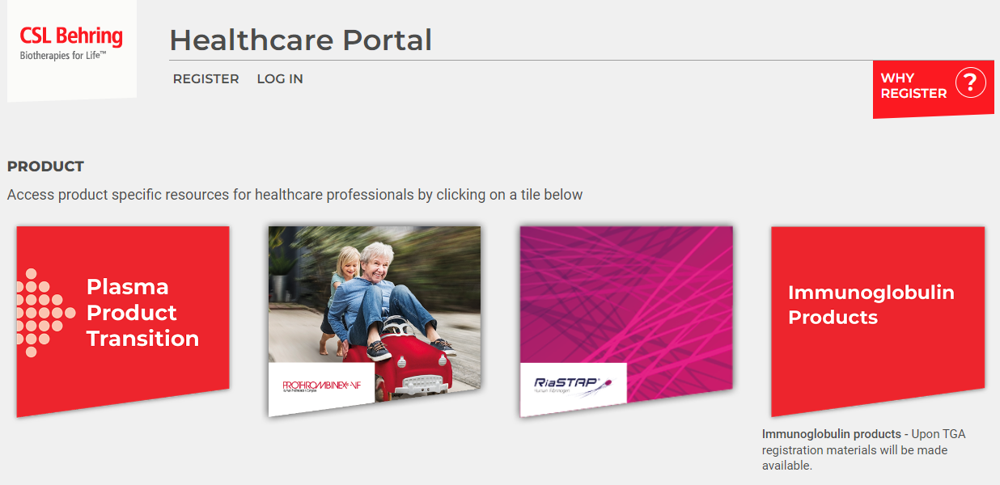 CSL Behring
Biotherapies for Life™
Healthcare Portal
REGISTER LOG IN
WHY
REGISTER
?
PRODUCT
Access product specific resources for healthcare professionals by clicking on a tile below
Plasma
Product
Transition
PROTHROMBINEX®-VF
RiaSTAP®
Human Fibrinogen
Immunoglobulin
Products
Immunoglobulin products - Upon TGA
registration materials will be made
available.